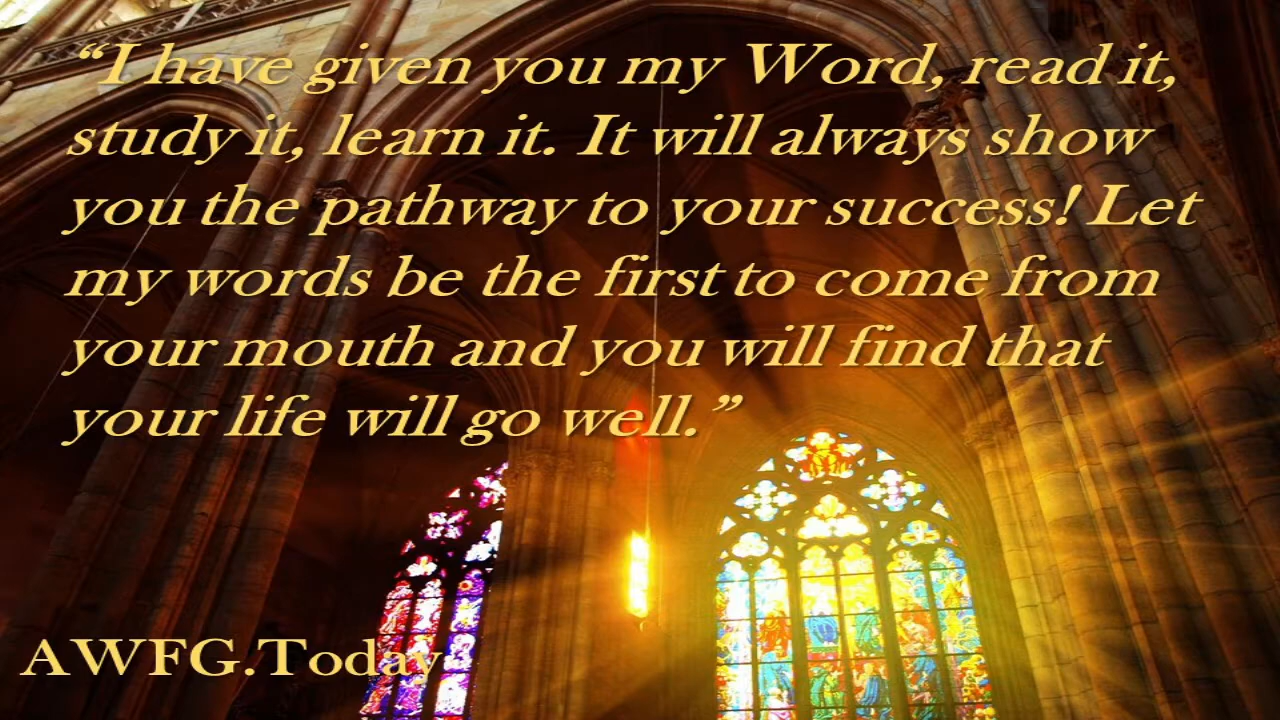 “I have given you my Word, read it,
study it, learn it. It will always show
you the pathway to your success! Let
my words be the first to come from
your mouth and you will find that
your life will go well.”
AWFG.Today